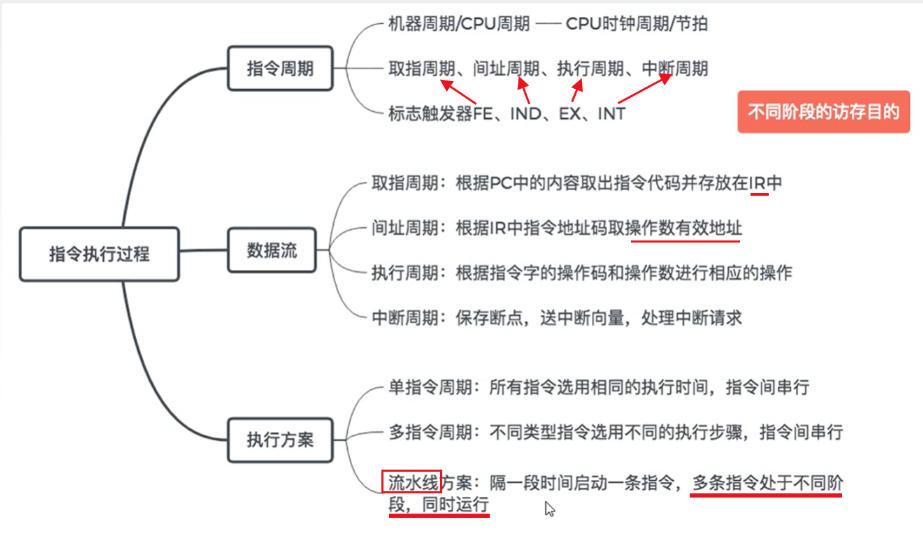 机器周期/CPU周期 —— CPU时钟周期/节拍
指令周期
取指周期、间址周期、执行周期、中断周期
标志触发器FE、IND、EX、INT
不同阶段的访存目的
取指周期：根据PC中的内容取出指令代码并存放在IR中
间址周期：根据IR中指令地址码取操作数有效地址
指令执行过程
数据流
执行周期：根据指令字的操作码和操作数进行相应的操作
中断周期：保存断点，送中断向量，处理中断请求
单指令周期：所有指令选用相同的执行时间，指令间串行
执行方案
多指令周期：不同类型指令选用不同的执行步骤，指令间串行
流水线方案：隔一段时间启动一条指令，多条指令处于不同阶
段，同时运行